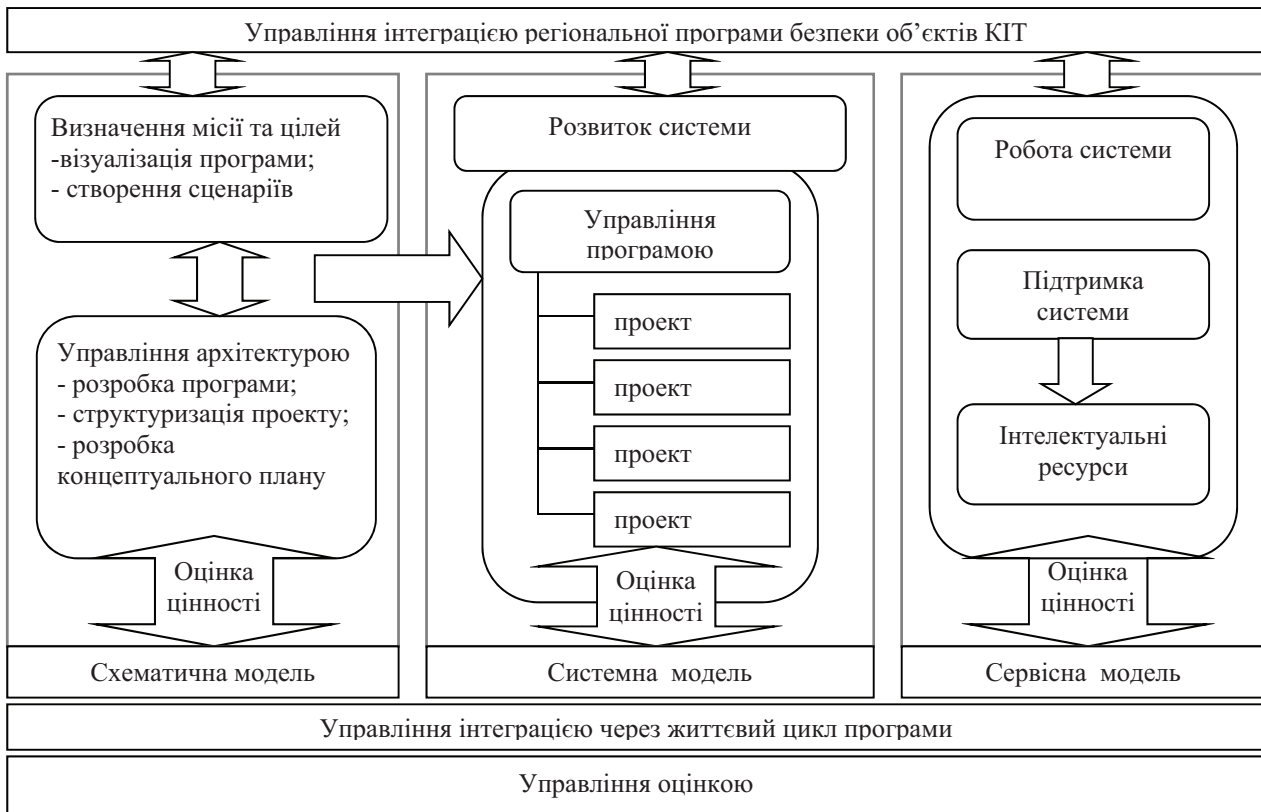 Управління інтеграцією регіональної програми безпеки об’єктів КІТ
Визначення місії та цілей
-візуалізація програми;
- створення сценаріїв
Управління архітектурою
- розробка програми;
- структуризація проекту;
- розробка
концептуального плану
Оцінка
цінності
Схематична модель
Розвиток системи
Управління
програмою
проект
проект
проект
проект
Оцінка
цінності
Системна модель
Робота системи
Підтримка
системи
Інтелектуальні
ресурси
Оцінка
цінності
Сервісна модель
Управління інтеграцією через життєвий цикл програми
Управління оцінкою